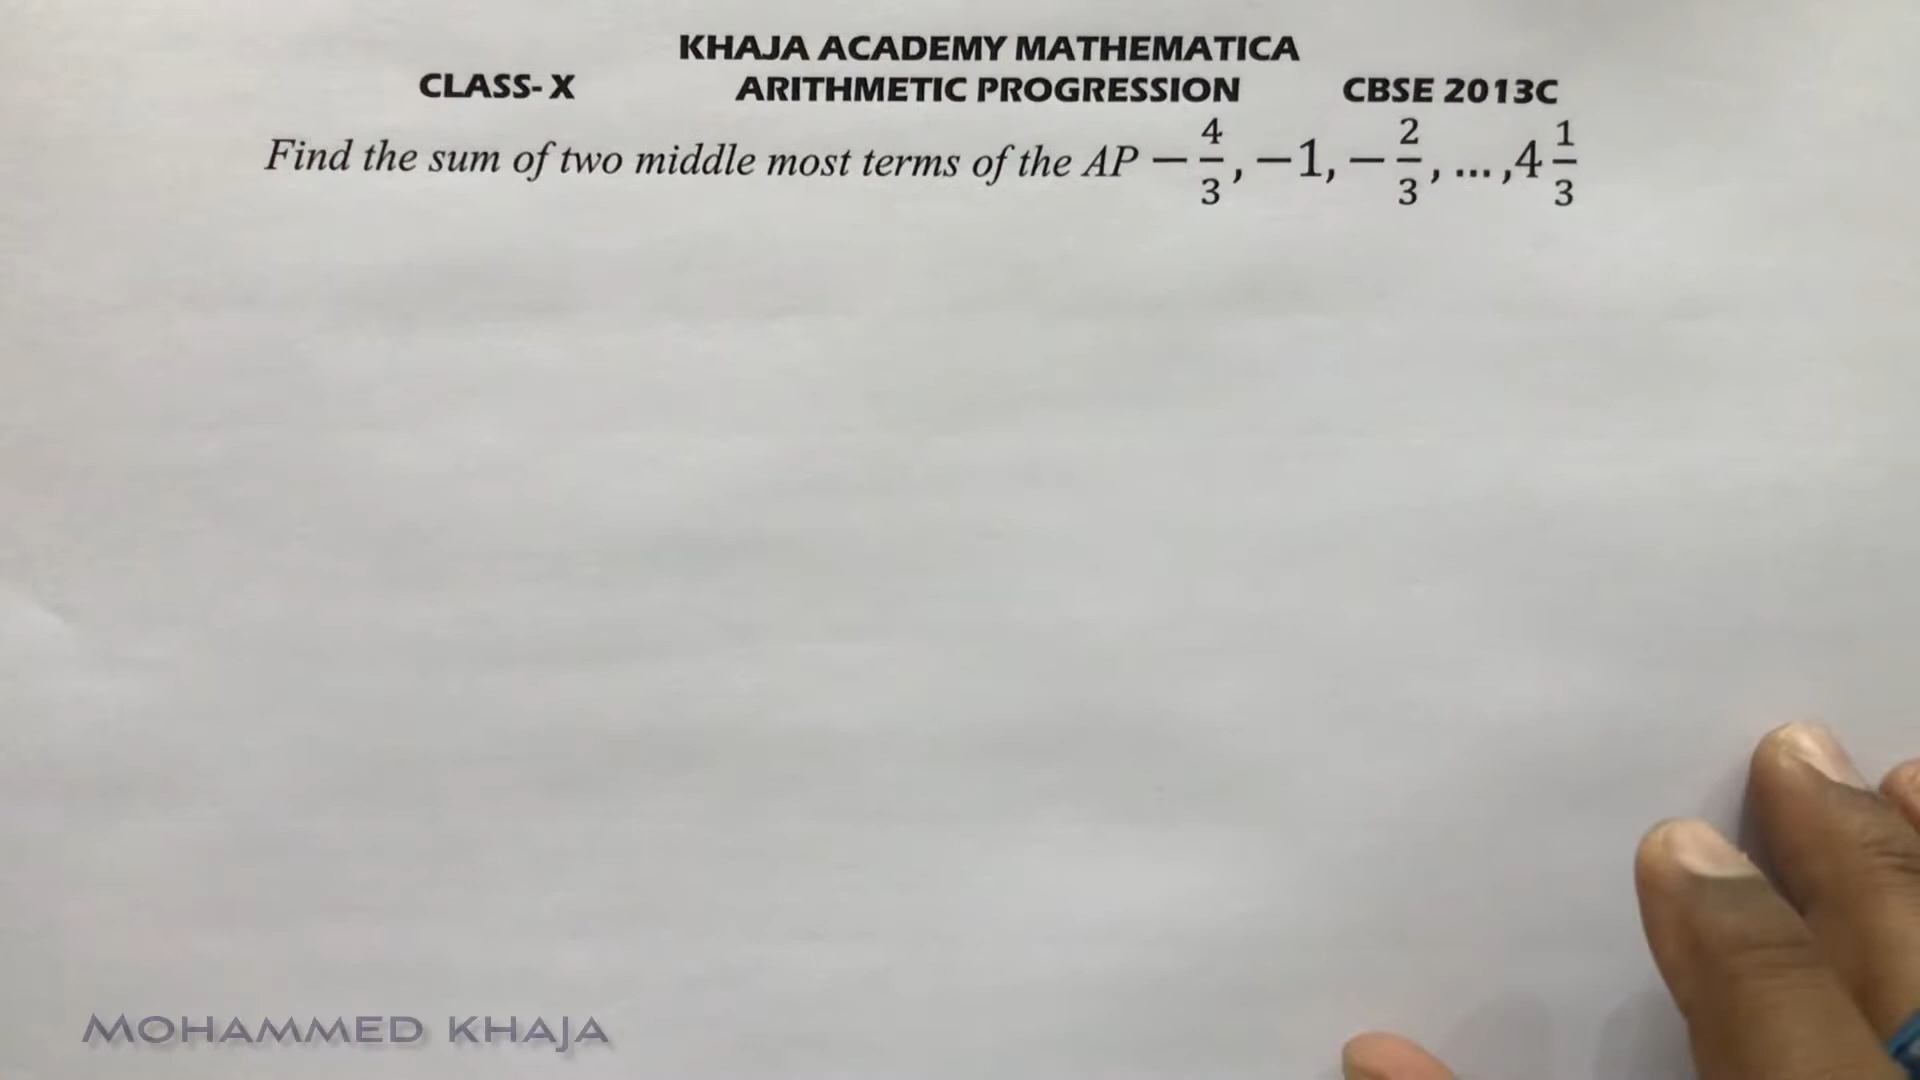 KHAJA ACADEMY MATHEMATICA
CLASS- X ARITHMETIC PROGRESSION CBSE 2013C
Find the sum of two middle most terms of the AP −4/3, −1, −2/3, ... ,4 1/3
MOHAMMED KHAJA